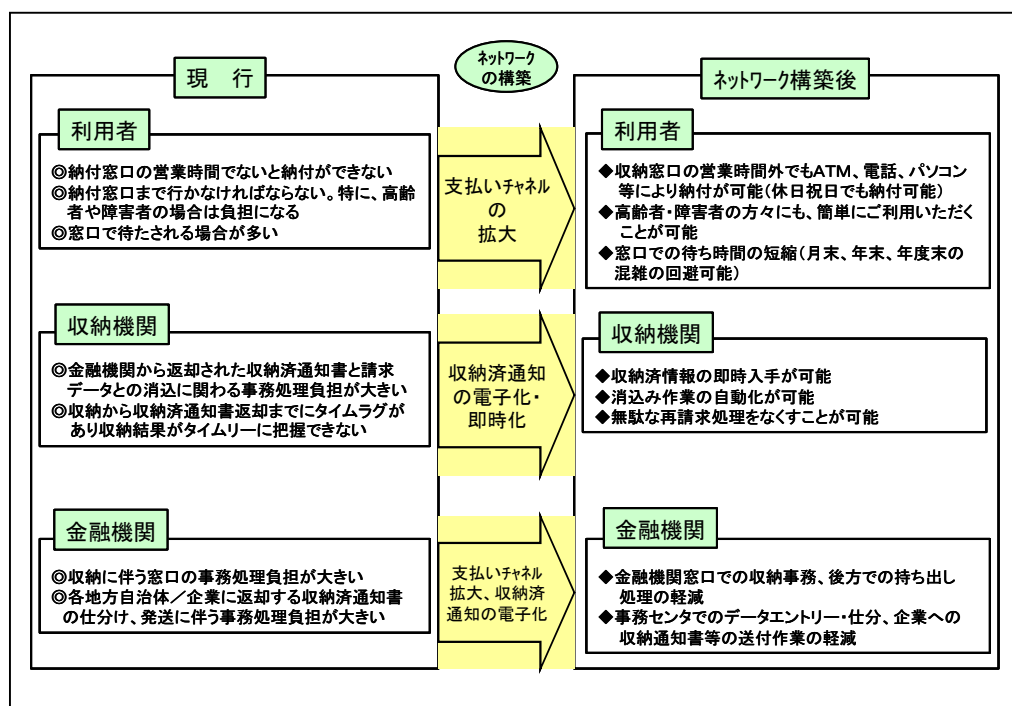 ネットワーク
の構築
現　行
利用者
◎納付窓口の営業時間でないと納付ができない
◎納付窓口まで行かなければならない。特に、高齢
者や障害者の場合は負担になる
◎窓口で待たされる場合が多い
収納機関
◎金融機関から返却された収納済通知書と請求
データとの消込に関わる事務処理負担が大きい
◎収納から収納済通知書返却までにタイムラグが
あり収納結果がタイムリーに把握できない
金融機関
◎収納に伴う窓口の事務処理負担が大きい
◎各地方自治体／企業に返却する収納済通知書
の仕分け、発送に伴う事務処理負担が大きい
支払いチャネル
の
拡大
収納済通知
の電子化・
即時化
支払いチャネル
拡大、収納済
通知の電子化
ネットワーク構築後
利用者
◆収納窓口の営業時間外でもATM、電話、パソコン
等により納付が可能(休日祝日でも納付可能)
◆高齢者・障害者の方々にも、簡単にご利用いただく
ことが可能
◆窓口での待ち時間の短縮(月末、年末、年度末の
混雑の回避可能)
収納機関
◆収納済情報の即時入手が可能
◆消込み作業の自動化が可能
◆無駄な再請求処理をなくすことが可能
金融機関
◆金融機関窓口での収納事務、後方での持ち出し
処理の軽減
◆事務センタでのデータエントリー・仕分、企業への
収納通知書等の送付作業の軽減